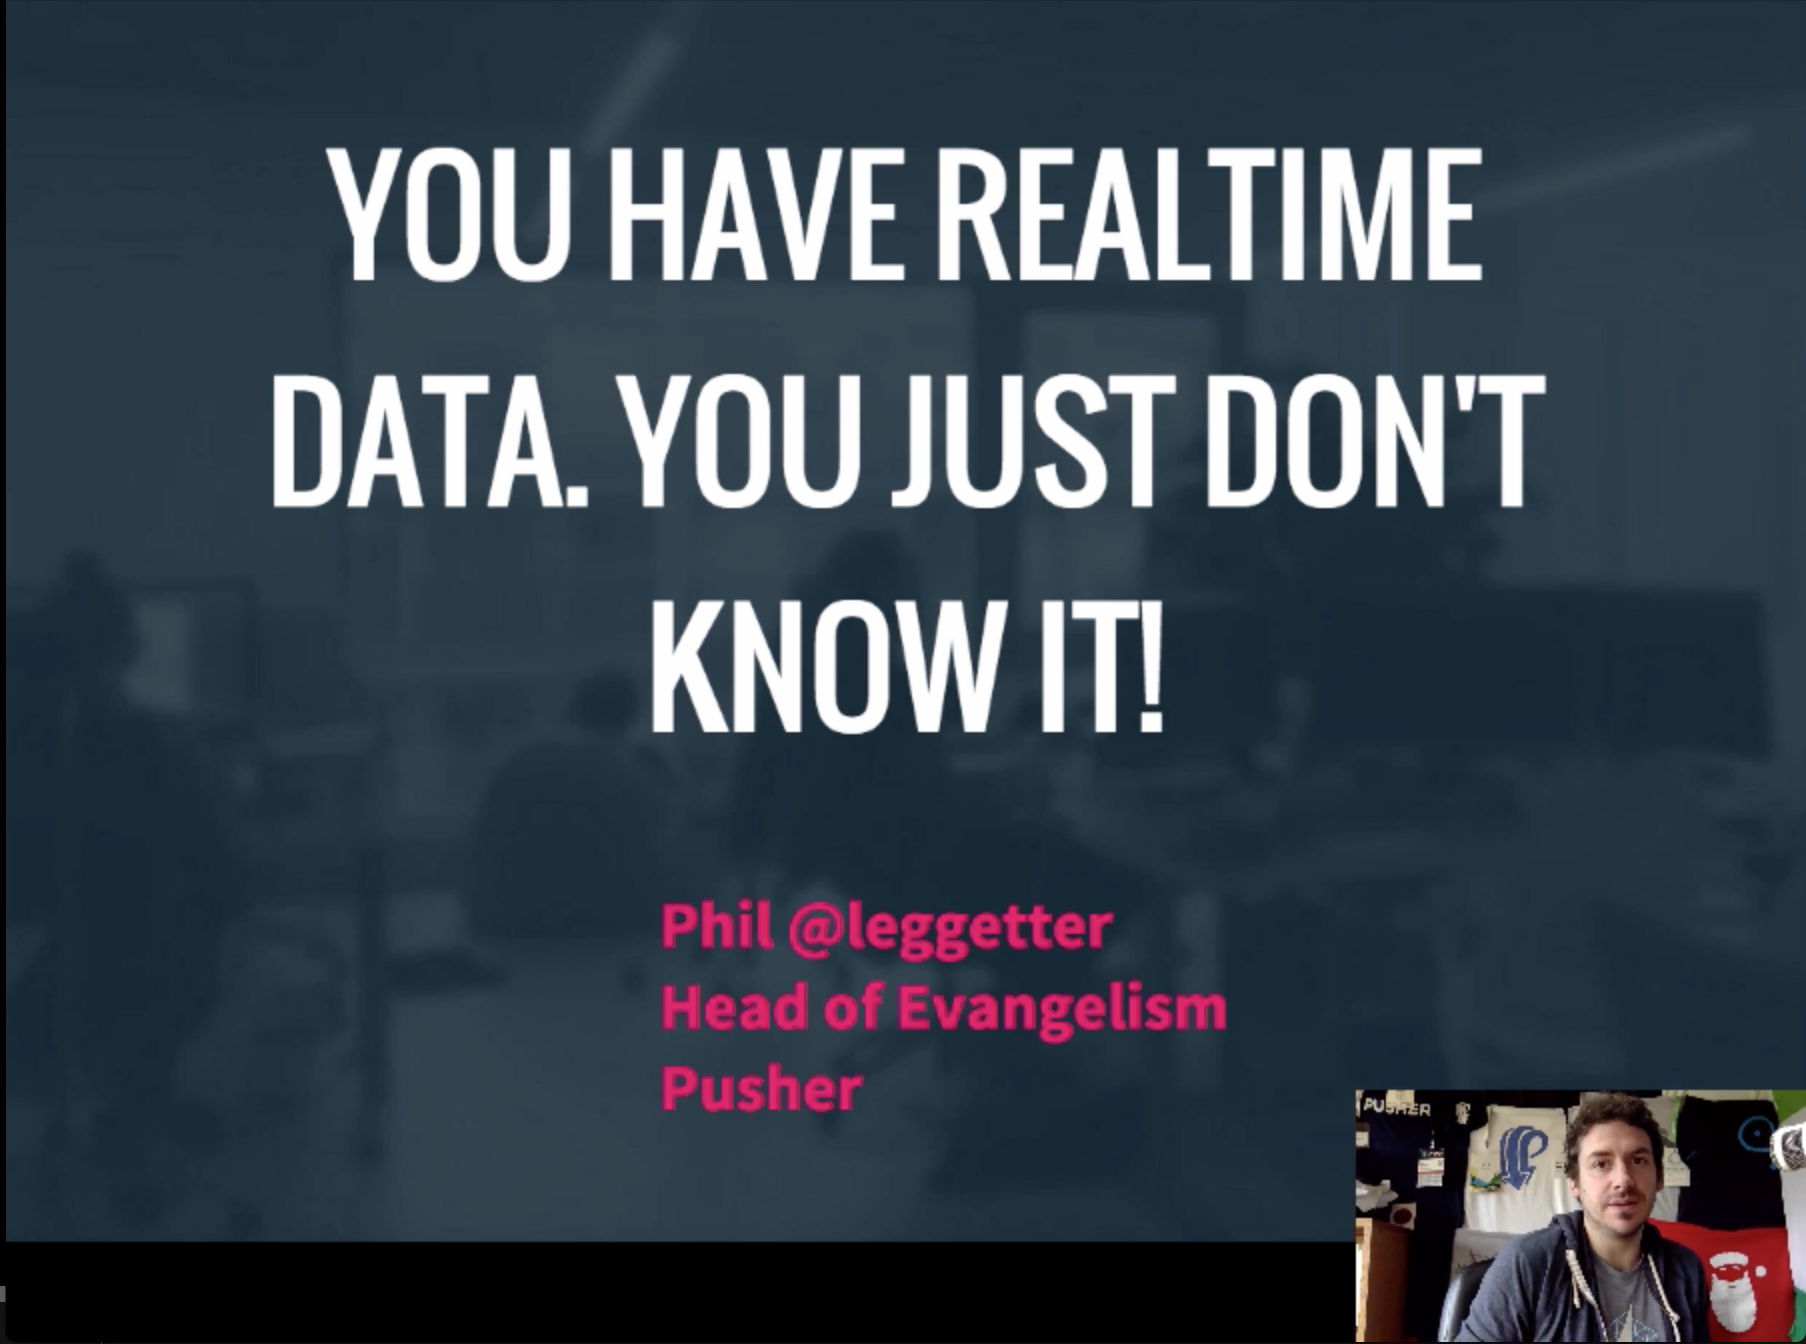 YOU HAVE REALTIME
DATA. YOU JUST DON'T
KNOW IT!
Phil @leggetter
Head of Evangelism
Pusher
PUSHER